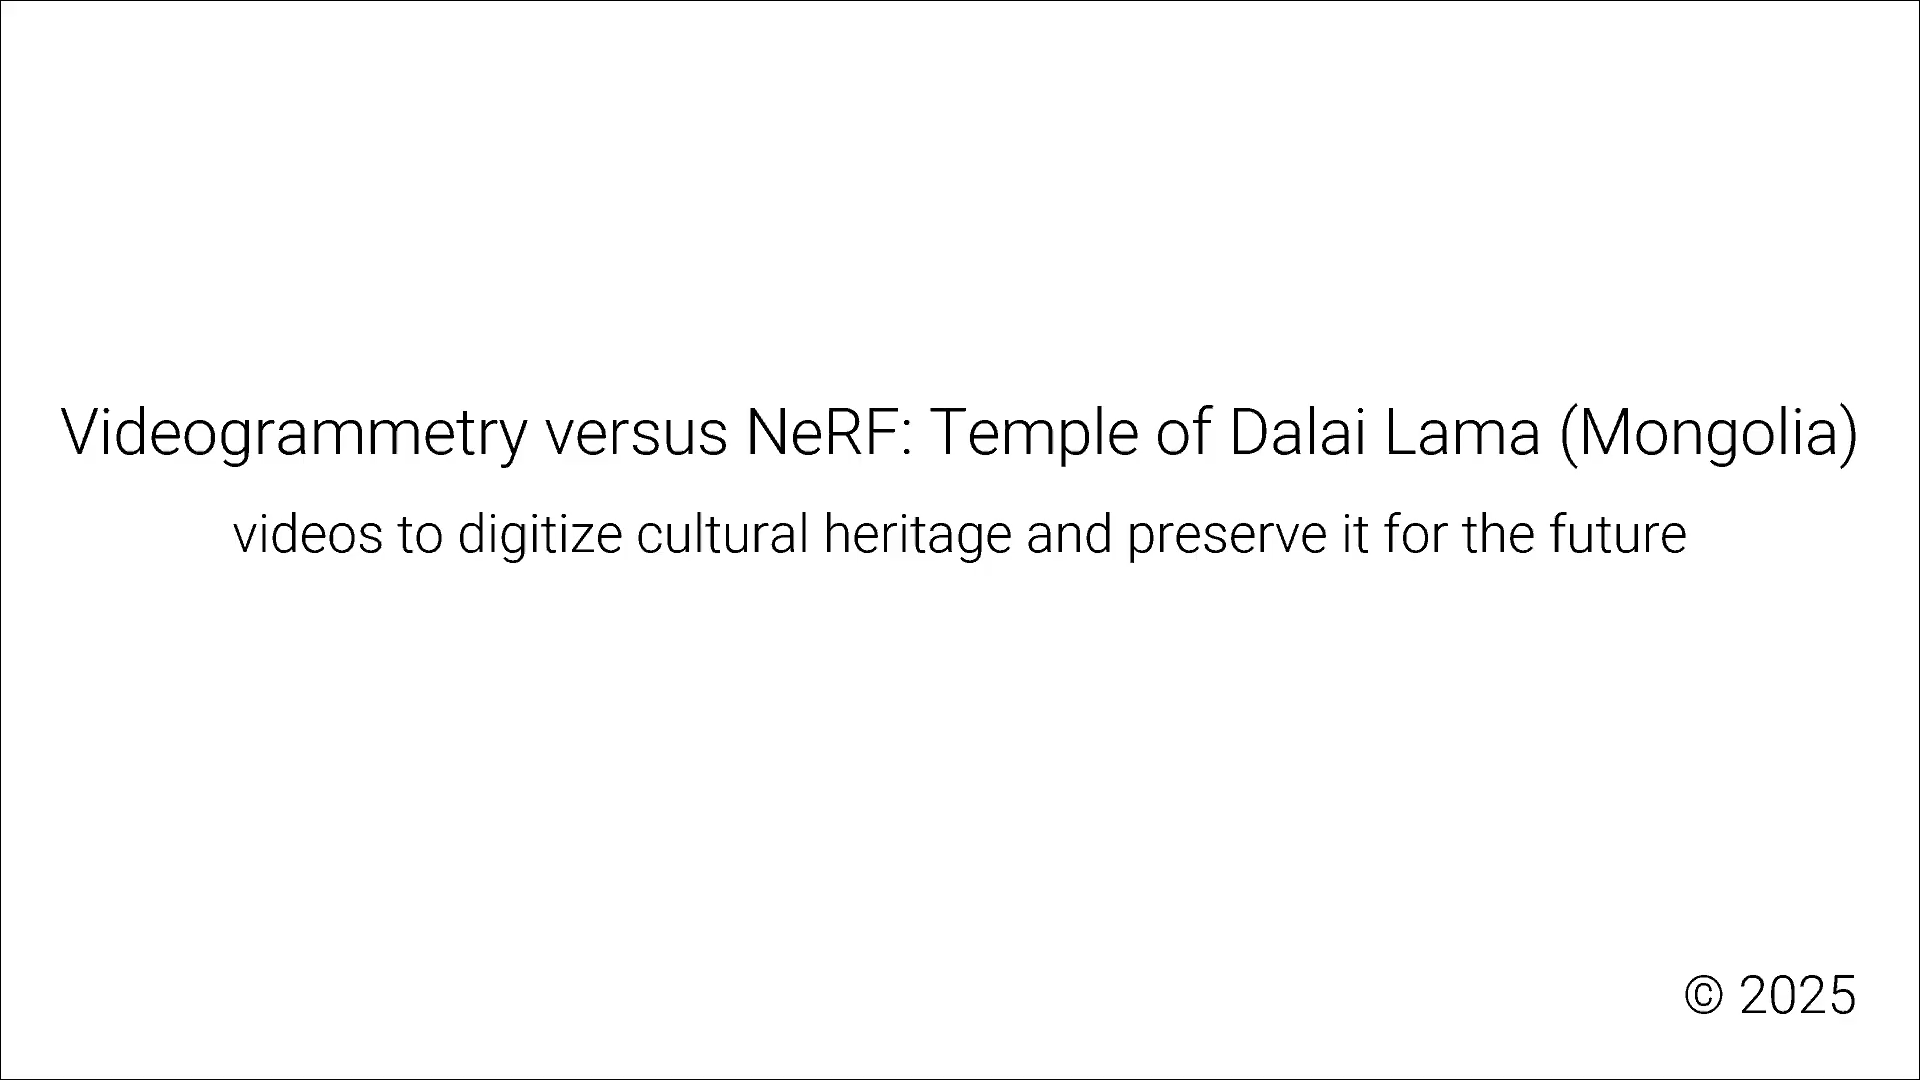 Videogrammetry versus NeRF: Temple of Dalai Lama (Mongolia)
videos to digitize cultural heritage and preserve it for the future
© 2025